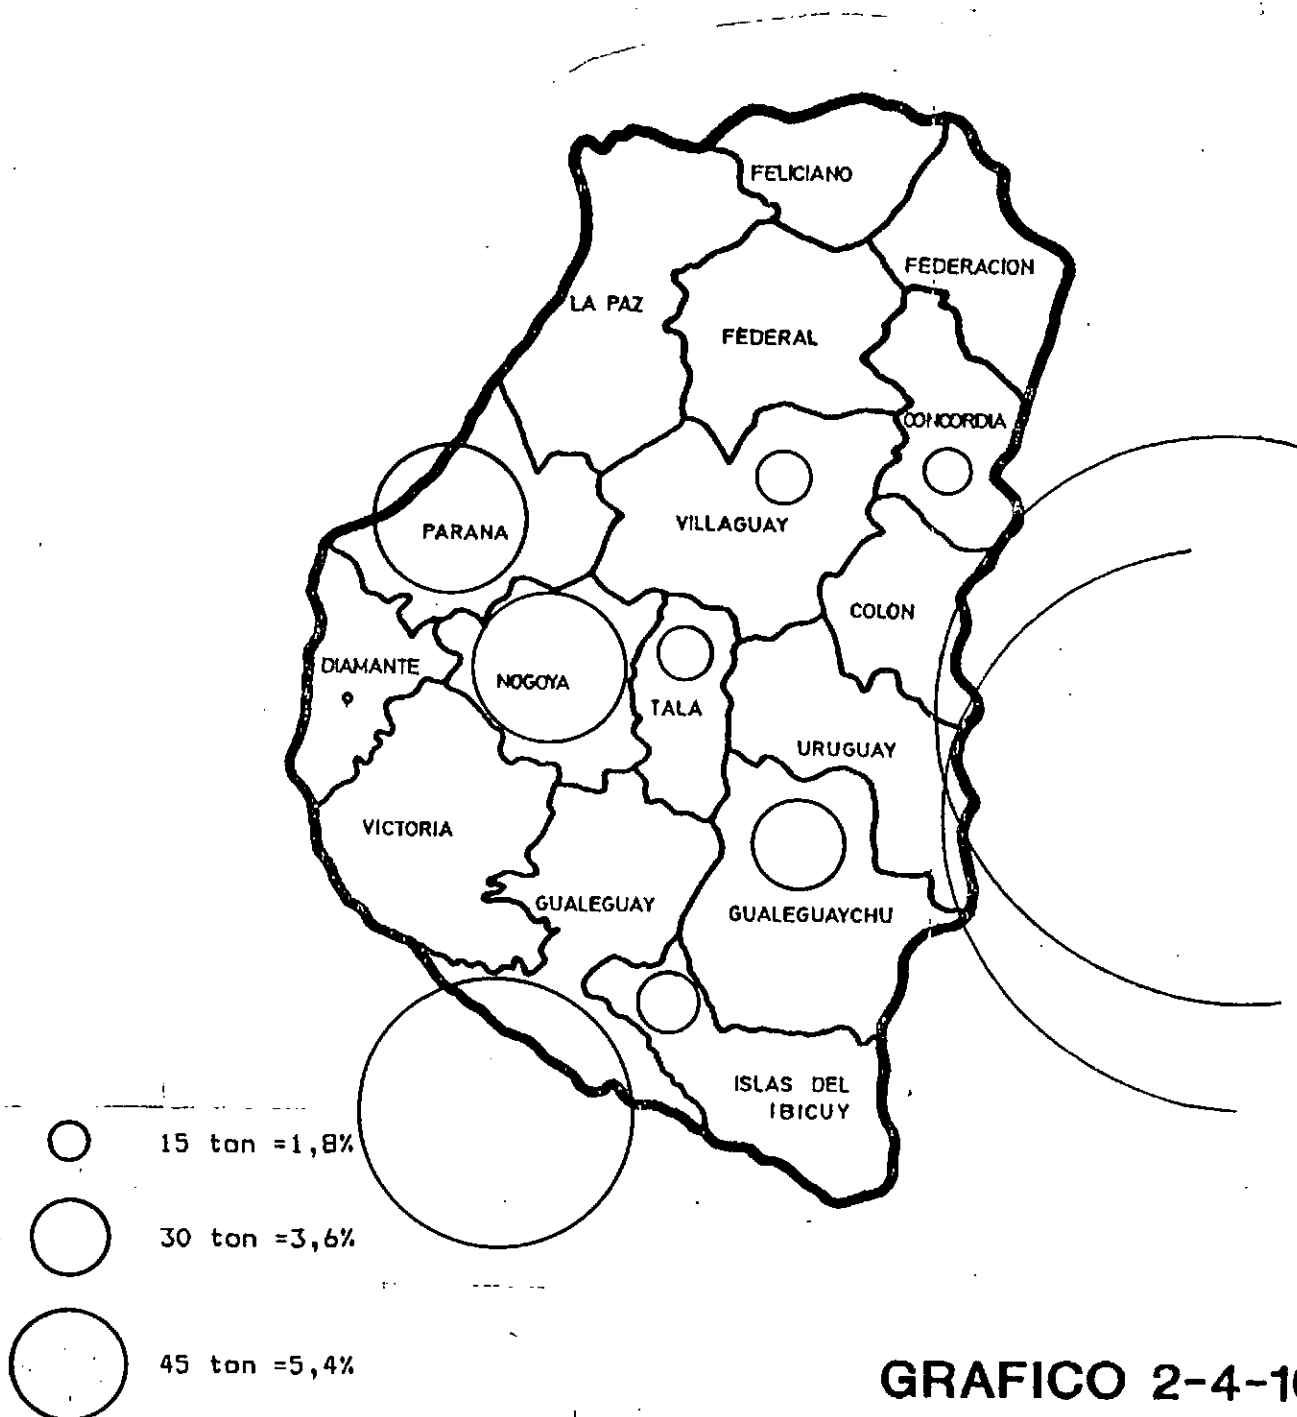 FELICIANO
FEDERACION
LA PAZ
FEDERAL
CONCORDIA
PARANA
VILLAGUAY
COLON
DIAMANTE
NOGOYA
TALA
URUGUAY
VICTORIA
GUALEGUAY
GUALEGUAYCHU
ISLAS DEL
IBICUY
15 ton =1,8%
30 ton =3,6%
45 ton =5,4%
GRAFICO 2-4-1